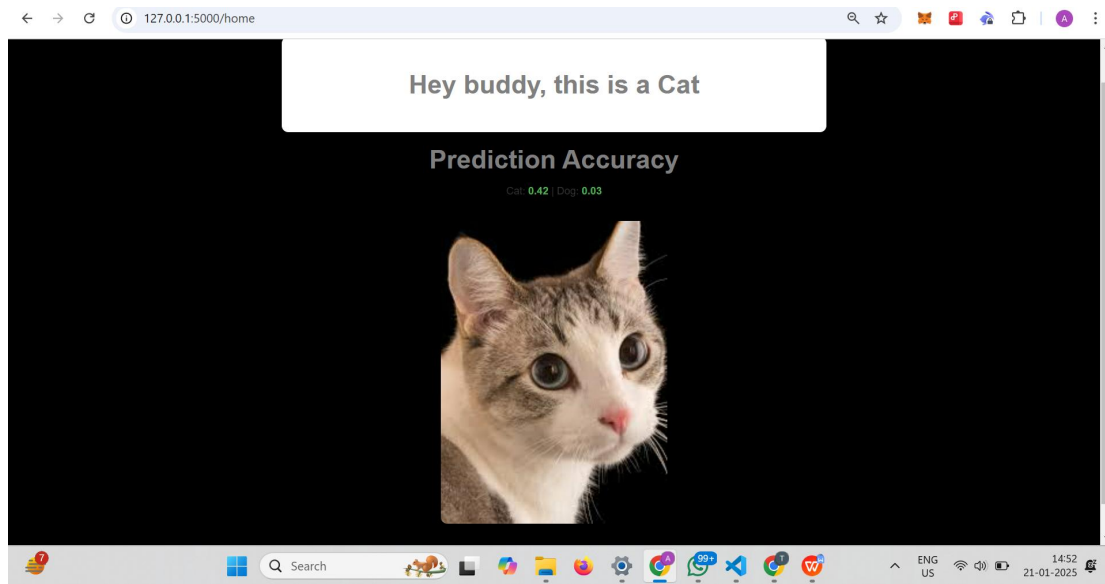 127.0.0.1:5000/home
A
Hey buddy, this is a Cat
Prediction Accuracy
Cat: 0.42 | Dog: 0.03
7
Search
99+
ENG
US
14:52
21-01-2025